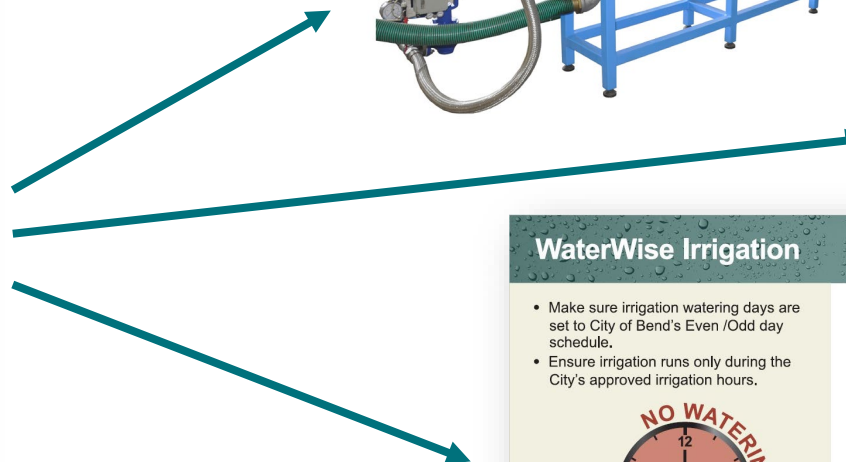 WaterWise Irrigation
• Make sure irrigation watering days are
set to City of Bend's Even /Odd day
schedule.
• Ensure irrigation runs only during the
City's approved irrigation hours.
NO
12